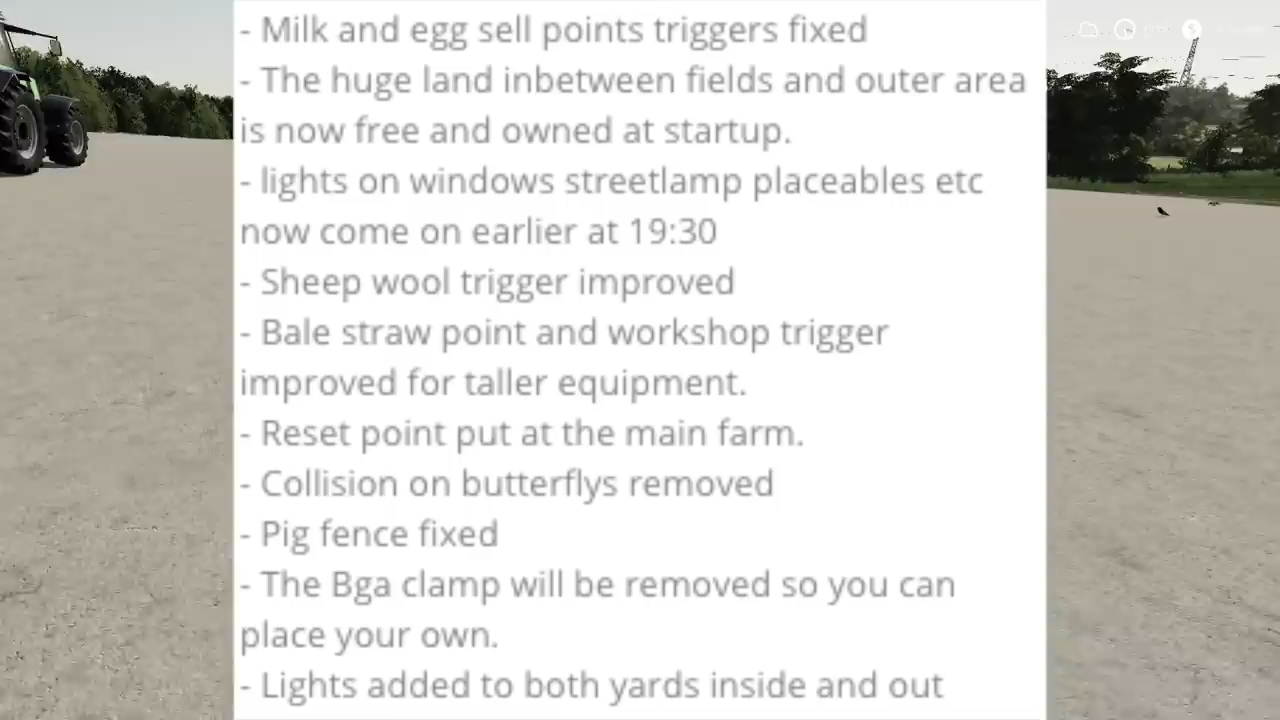 - Milk and egg sell points triggers fixed
- The huge land inbetween fields and outer area
is now free and owned at startup.
- lights on windows streetlamp placeables etc
now come on earlier at 19:30
- Sheep wool trigger improved
- Bale straw point and workshop trigger
improved for taller equipment.
- Reset point put at the main farm.
- Collision on butterflys removed
- Pig fence fixed
- The Bga clamp will be removed so you can
place your own.
- Lights added to both yards inside and out